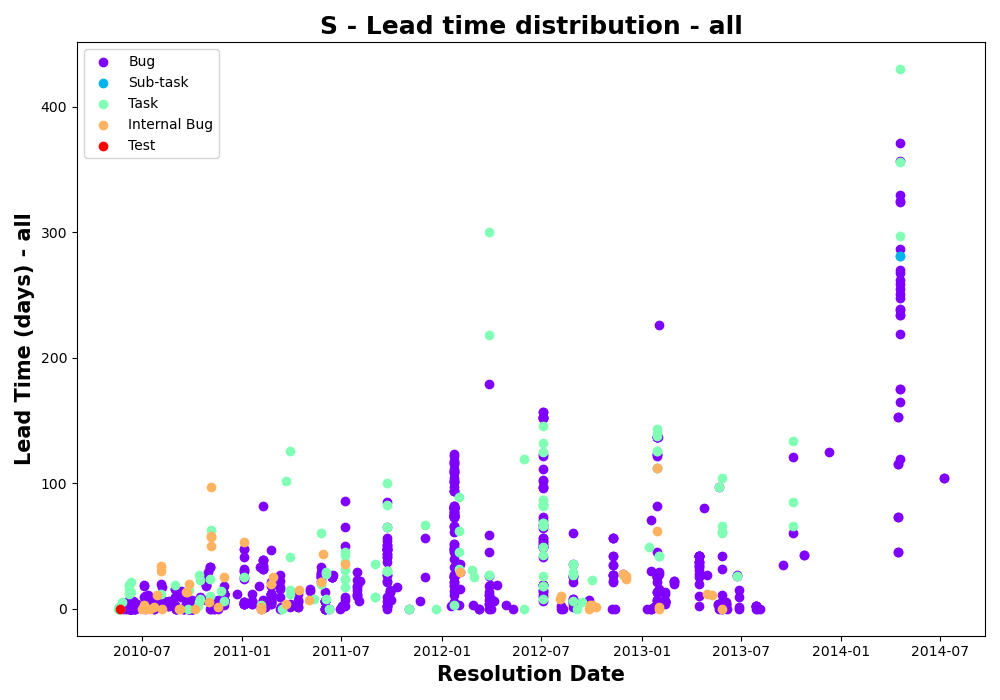 S - Lead time distribution - all
Bug
Sub-task
Task
Internal Bug
Test
Lead Time (days) - all
400
300
200
100
0
2010-07
2011-01
2011-07
2012-01
2012-07
2013-01
2013-07
2014-01
2014-07
Resolution Date